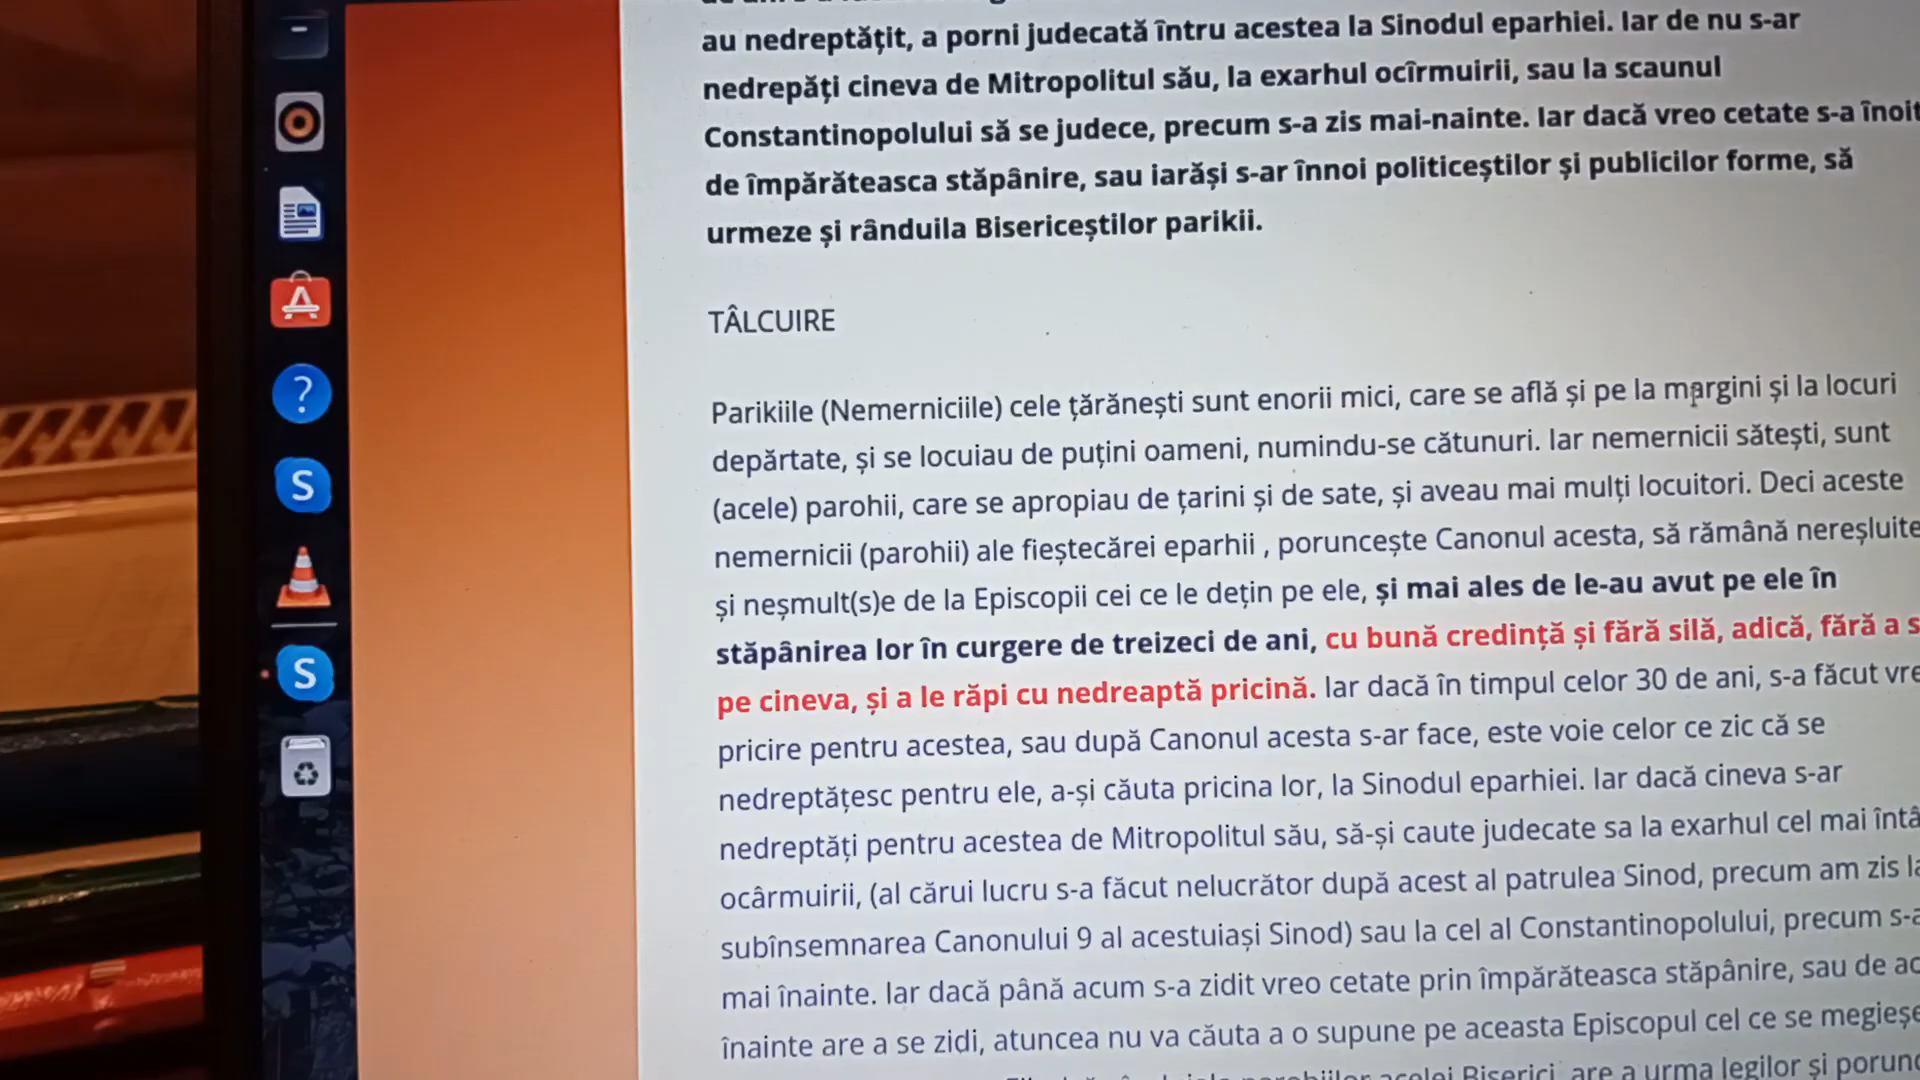 au nedreptățit, a porni judecată întru acestea la Sinodul eparhiei. Iar de nu s-ar
nedrepăți cineva de Mitropolitul său, la exarhul ocîrmuirii, sau la scaunul
Constantinopolului să se judece, precum s-a zis mai-nainte. Iar dacă vreo cetate s-a înoit
de împărăteasca stăpânire, sau iarăși s-ar înnoi politiceștilor și publicilor forme, să
urmeze și rânduila Bisericeștilor parikii.
TÂLCUIRE
Parikiile (Nemerniciile) cele țărănești sunt enorii mici, care se află și pe la margini și la locuri
depărtate, și se locuiau de puțini oameni, numindu-se cătunuri. Iar nemernicii sătești, sunt
(acele) parohii, care se apropiau de țarini și de sate, și aveau mai mulți locuitori. Deci aceste
nemernicii (parohii) ale fieștecărei eparhii , poruncește Canonul acesta, să rămână nereșluite
și neșmult(s)e de la Episcopii cei ce le dețin pe ele, și mai ales de le-au avut pe ele în
stăpânirea lor în curgere de treizeci de ani, cu bună credință și fără silă, adică, fără a s
pe cineva, și a le răpi cu nedreaptă pricină. Iar dacă în timpul celor 30 de ani, s-a făcut vre
pricire pentru acestea, sau după Canonul acesta s-ar face, este voie celor ce zic că se
nedreptățesc pentru ele, a-și căuta pricina lor, la Sinodul eparhiei. Iar dacă cineva s-ar
nedreptăți pentru acestea de Mitropolitul său, să-și caute judecate sa la exarhul cel mai întâ
ocârmuirii, (al cărui lucru s-a făcut nelucrător după acest al patrulea Sinod, precum am zis la
subînsemnarea Canonului 9 al acestuiași Sinod) sau la cel al Constantinopolului, precum s-a
mai înainte. Iar dacă până acum s-a zidit vreo cetate prin împărăteasca stăpânire, sau de ac
înainte are a se zidi, atuncea nu va căuta a o supune pe aceasta Episcopul cel ce se megieșe
acelei Biserici are a urma legilor și porunc